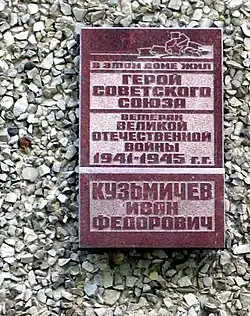 В ЭТОМ ДОМЕ ЖИЛ
ГЕРОЙ
СОВЕТСКОГО
СОЮЗА
ВЕТЕРАН
ВЕЛИКОЙ
ОТЕЧЕСТВЕННОЙ
ВОЙНЫ
1941-1945 г.г.
КУЗЬМИЧЕВ
ИВАН
ФЕДОРОВИЧ